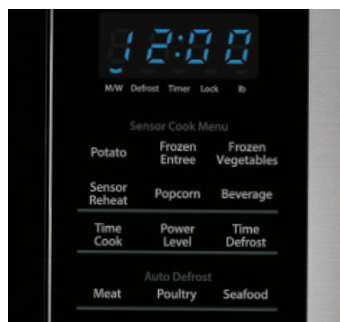 12:00
M/W Defrost Timer Lock lb
Sensor Cook Menu
Potato Frozen Entree Frozen Vegetables
Sensor Reheat Popcorn Beverage
Time Cook Power Level Time Defrost
Auto Defrost
Meat Poultry Seafood